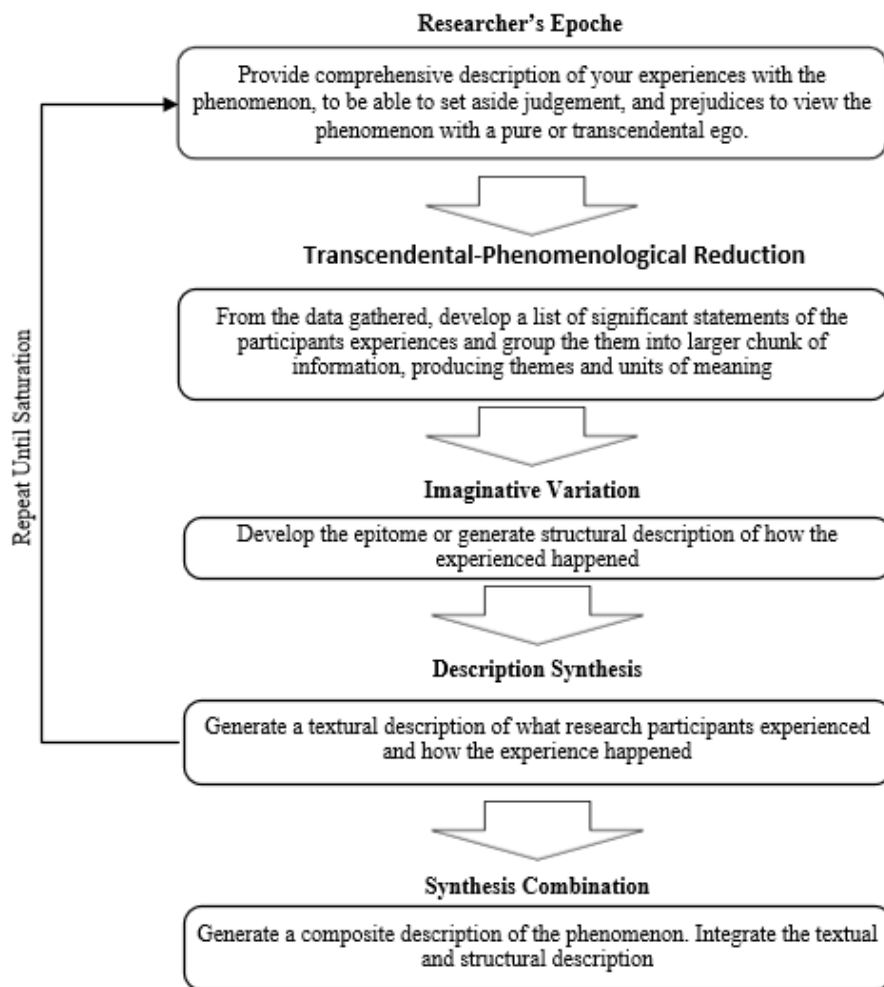 Researcher's Epoche
Provide comprehensive description of your experiences with the
phenomenon, to be able to set aside judgement, and prejudices to view the
phenomenon with a pure or transcendental ego.
Transcendental-Phenomenological Reduction
From the data gathered, develop a list of significant statements of the
participants experiences and group the them into larger chunk of
information, producing themes and units of meaning
Repeat Until Saturation
Imaginative Variation
Develop the epitome or generate structural description of how the
experienced happened
Description Synthesis
Generate a textural description of what research participants experienced
and how the experience happened
Synthesis Combination
Generate a composite description of the phenomenon. Integrate the textual
and structural description